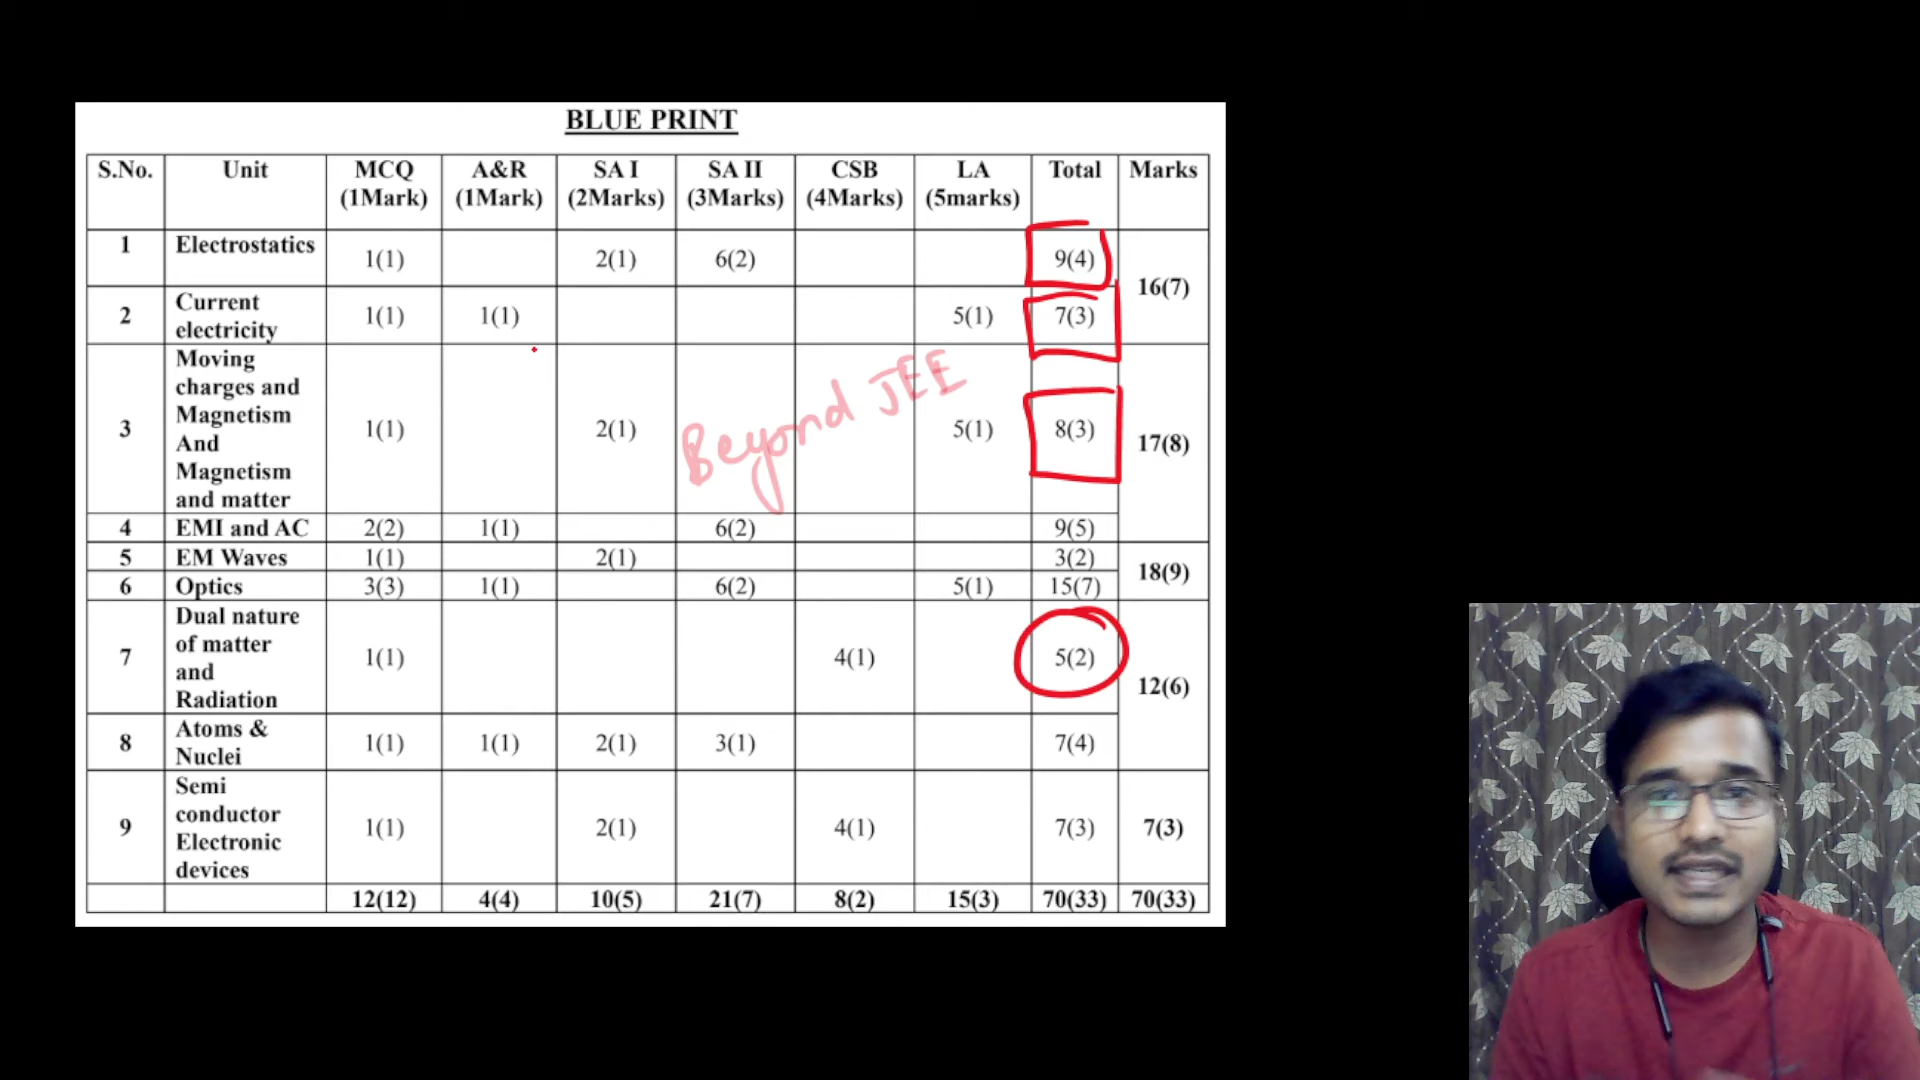 BLUE PRINT
S.No. Unit MCQ (1Mark) A&R (1Mark) SA I (2Marks) SA II (3Marks) CSB (4Marks) LA (5marks) Total Marks
1 Electrostatics 1(1) 2(1) 6(2) 9(4) 16(7)
2 Current electricity 1(1) 1(1) 5(1) 7(3)
3 Moving charges and Magnetism And Magnetism and matter 1(1) 2(1) 5(1) 8(3) 17(8)
Beyond JEE
4 EMI and AC 2(2) 1(1) 6(2) 9(5)
5 EM Waves 1(1) 2(1) 3(2) 18(9)
6 Optics 3(3) 1(1) 6(2) 5(1) 15(7)
7 Dual nature of matter and Radiation 1(1) 4(1) 5(2) 12(6)
8 Atoms & Nuclei 1(1) 1(1) 2(1) 3(1) 7(4)
9 Semi conductor Electronic devices 1(1) 2(1) 4(1) 7(3) 7(3)
12(12) 4(4) 10(5) 21(7) 8(2) 15(3) 70(33) 70(33)